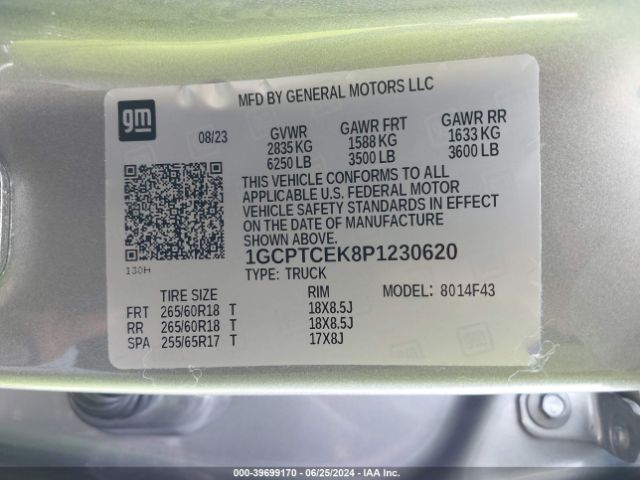 gm
MFD BY GENERAL MOTORS LLC
08/23
GVWR GAWR FRT GAWR RR
2835 KG 1588 KG 1633 KG
6250 LB 3500 LB 3600 LB
THIS VEHICLE CONFORMS TO ALL
APPLICABLE U.S. FEDERAL MOTOR
VEHICLE SAFETY STANDARDS IN EFFECT
ON THE DATE OF MANUFACTURE
SHOWN ABOVE.
1GCPTCEK8P1230620
TYPE: TRUCK
130H
TIRE SIZE RIM MODEL: 8014F43
FRT 265/60R18 T 18X8.5J
RR 265/60R18 T 18X8.5J
SPA 255/65R17 T 17X8J
000-39699170 - 06/25/2024 - IAA Inc.